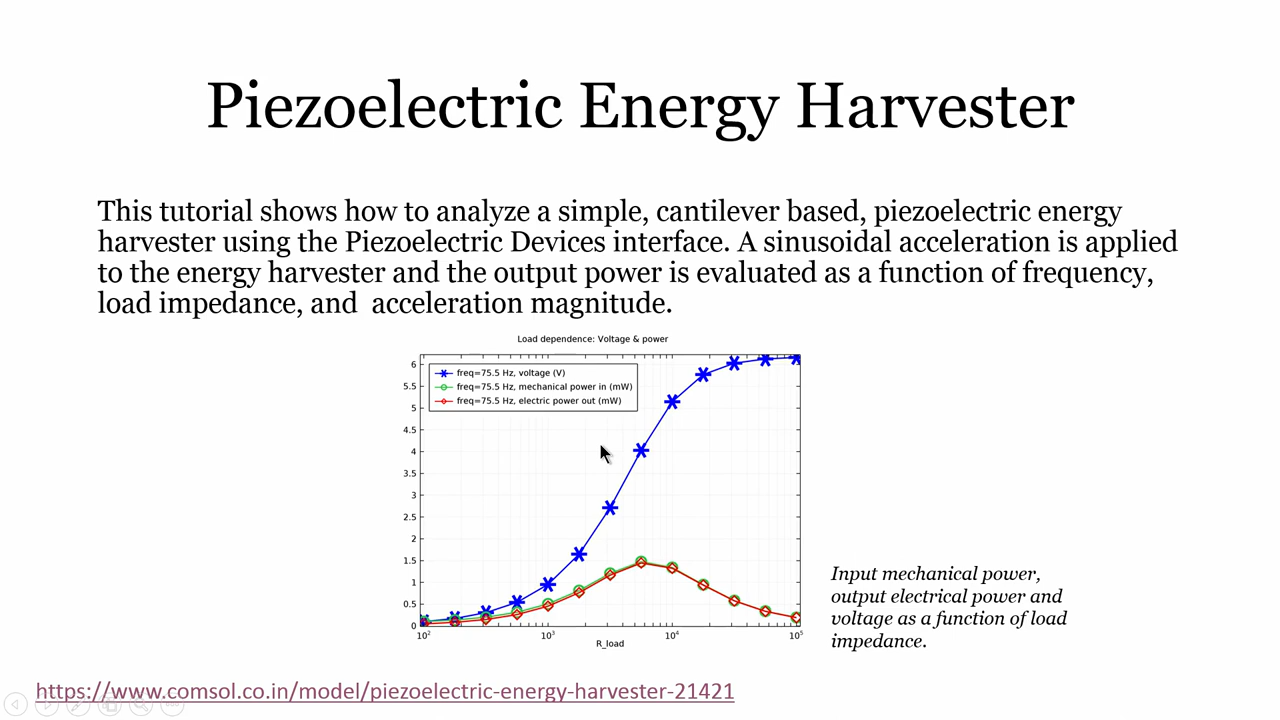 Piezoelectric Energy Harvester
This tutorial shows how to analyze a simple, cantilever based, piezoelectric energy
harvester using the Piezoelectric Devices interface. A sinusoidal acceleration is applied
to the energy harvester and the output power is evaluated as a function of frequency,
load impedance, and  acceleration magnitude.
Load dependence: Voltage & power
freq=75.5 Hz, voltage (V)
freq=75.5 Hz, mechanical power in (mW)
freq=75.5 Hz, electric power out (mW)
6
5.5
5
4.5
4
3.5
3
2.5
2
1.5
1
0.5
0
10² 10³ 10⁴ 10⁵
R_load
Input mechanical power,
output electrical power and
voltage as a function of load
impedance.
https://www.comsol.co.in/model/piezoelectric-energy-harvester-21421